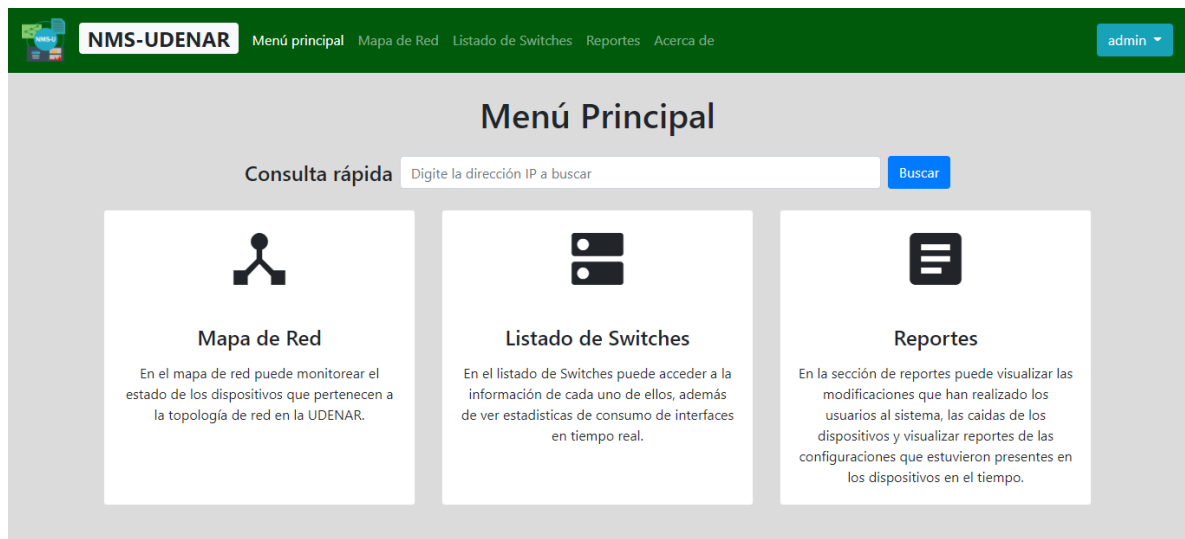 NMS-U
NMS-UDENAR Menú principal Mapa de Red Listado de Switches Reportes Acerca de admin
Menú Principal
Consulta rápida Digite la dirección IP a buscar Buscar
Mapa de Red
En el mapa de red puede monitorear el
estado de los dispositivos que pertenecen a
la topología de red en la UDENAR.
Listado de Switches
En el listado de Switches puede acceder a la
información de cada uno de ellos, además
de ver estadisticas de consumo de interfaces
en tiempo real.
Reportes
En la sección de reportes puede visualizar las
modificaciones que han realizado los
usuarios al sistema, las caidas de los
dispositivos y visualizar reportes de las
configuraciones que estuvieron presentes en
los dispositivos en el tiempo.